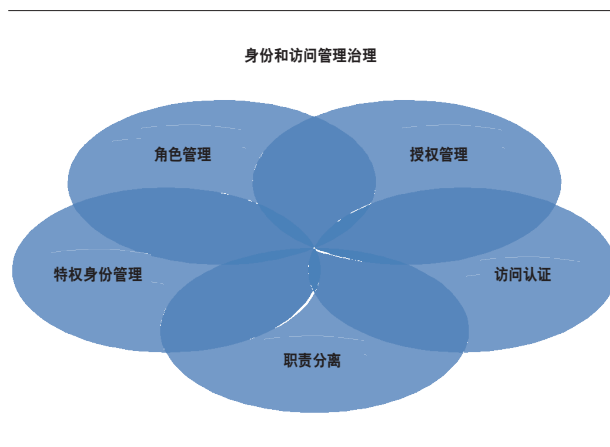 身份和访问管理治理
角色管理
授权管理
特权身份管理
访问认证
职责分离